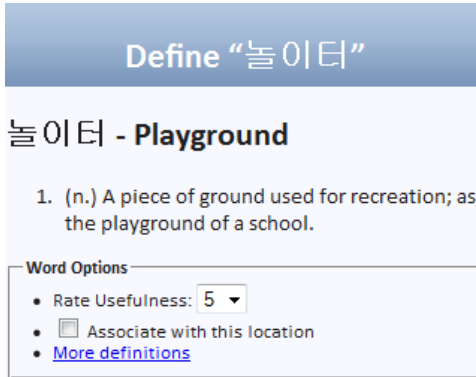 Define “놀이터”
놀이터 - Playground
1. (n.) A piece of ground used for recreation; as
the playground of a school.
Word Options
• Rate Usefulness: 5
• Associate with this location
• More definitions